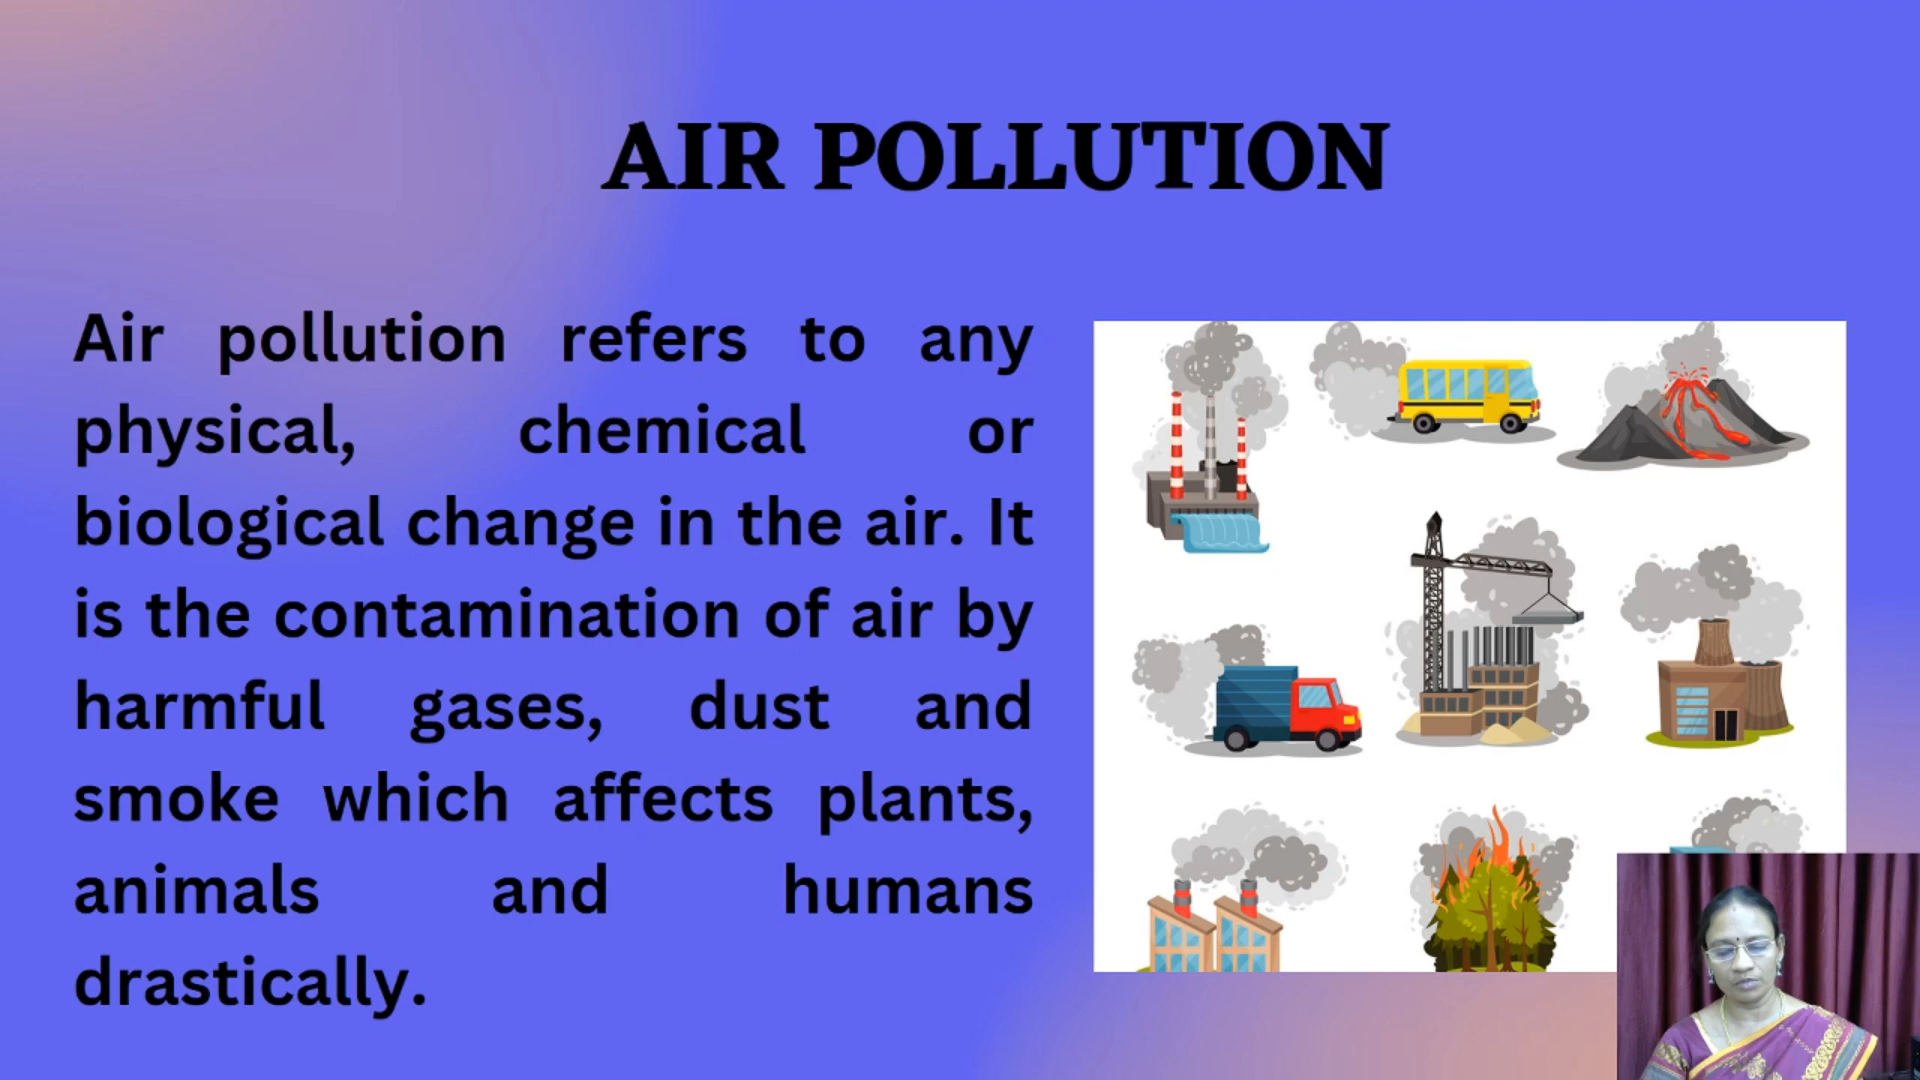 AIR POLLUTION
Air pollution refers to any
physical, chemical or
biological change in the air. It
is the contamination of air by
harmful gases, dust and
smoke which affects plants,
animals and humans
drastically.